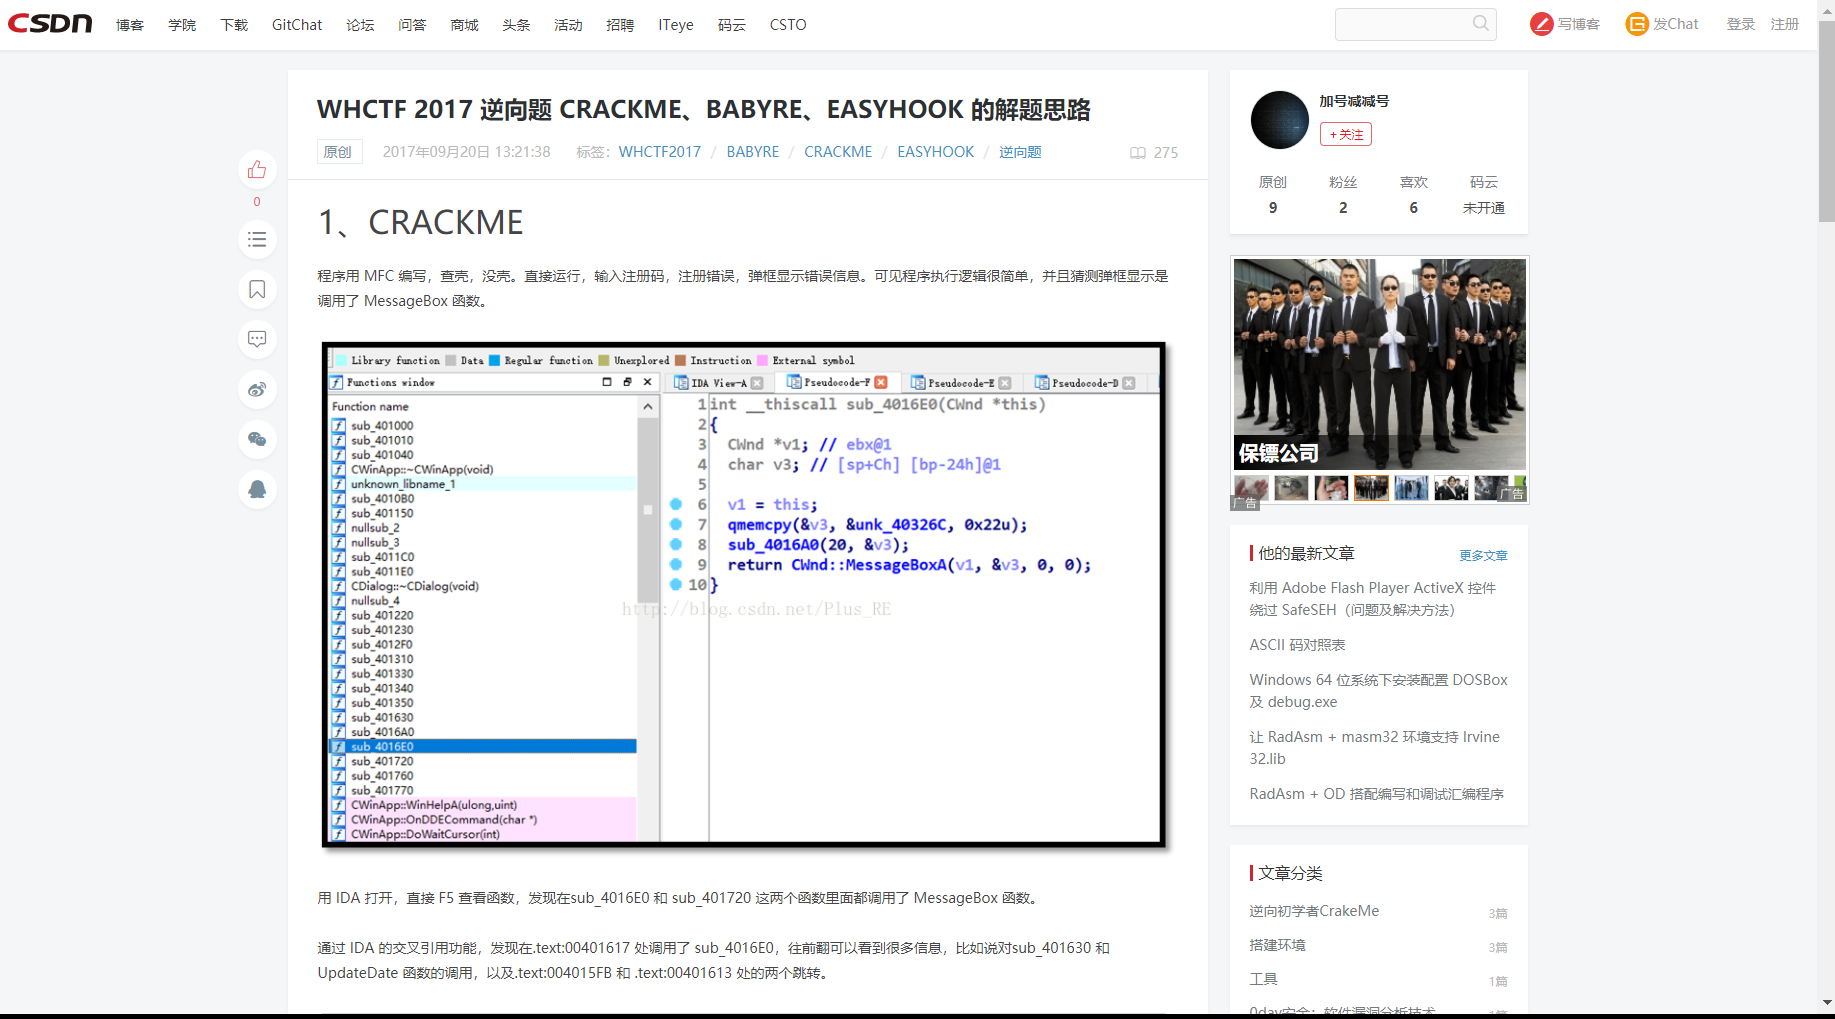 CSDN 博客 学院 下载 GitChat 论坛 问答 商城 头条 活动 招聘 ITeye 码云 CSTO 写博客 发Chat 登录 注册
WHCTF 2017 逆向题 CRACKME、BABYRE、EASYHOOK 的解题思路
原创 2017年09月20日 13:21:38 标签： WHCTF2017 / BABYRE / CRACKME / EASYHOOK / 逆向题 275
0
1、CRACKME
程序用 MFC 编写，查壳，没壳。直接运行，输入注册码，注册错误，弹框显示错误信息。可见程序执行逻辑很简单，并且猜测弹框显示是
调用了 MessageBox 函数。
Library function Data Regular function Unexplored Instruction External symbol
Functions window
IDA View-A Pseudocode-F Pseudocode-E Pseudocode-D
Function name
sub_401000
sub_401010
sub_401040
CWinApp::~CWinApp(void)
unknown_libname_1
sub_4010B0
sub_401150
nullsub_2
nullsub_3
sub_4011C0
sub_4011E0
CDialog::~CDialog(void)
nullsub_4
sub_401220
sub_401230
sub_4012F0
sub_401310
sub_401330
sub_401340
sub_401350
sub_401630
sub_4016A0
sub_4016E0
sub_401720
sub_401760
sub_401770
CWinApp::WinHelpA(ulong,uint)
CWinApp::OnDDECommand(char *)
CWinApp::DoWaitCursor(int)
1 int __thiscall sub_4016E0(CWnd *this)
2 {
3 CWnd *v1; // ebx@1
4 char v3; // [sp+Ch] [bp-24h]@1
5
6 v1 = this;
7 qmemcpy(&v3, &unk_40326C, 0x22u);
8 sub_4016A0(20, &v3);
9 return CWnd::MessageBoxA(v1, &v3, 0, 0);
10 }
http://blog.csdn.net/Plus_RE
用 IDA 打开，直接 F5 查看函数，发现在sub_4016E0 和 sub_401720 这两个函数里面都调用了 MessageBox 函数。
通过 IDA 的交叉引用功能，发现在.text:00401617 处调用了 sub_4016E0，往前翻可以看到很多信息，比如说对sub_401630 和
UpdateDate 函数的调用，以及.text:004015FB 和 .text:00401613 处的两个跳转。
加号减减号
+ 关注
原创 粉丝 喜欢 码云
9 2 6 未开通
保镖公司
广告 广告
他的最新文章 更多文章
利用 Adobe Flash Player ActiveX 控件
绕过 SafeSEH（问题及解决方法）
ASCII 码对照表
Windows 64 位系统下安装配置 DOSBox
及 debug.exe
让 RadAsm + masm32 环境支持 Irvine
32.lib
RadAsm + OD 搭配编写和调试汇编程序
文章分类
逆向初学者CrakeMe 3篇
搭建环境 3篇
工具 1篇
0day安全：软件漏洞分析技术